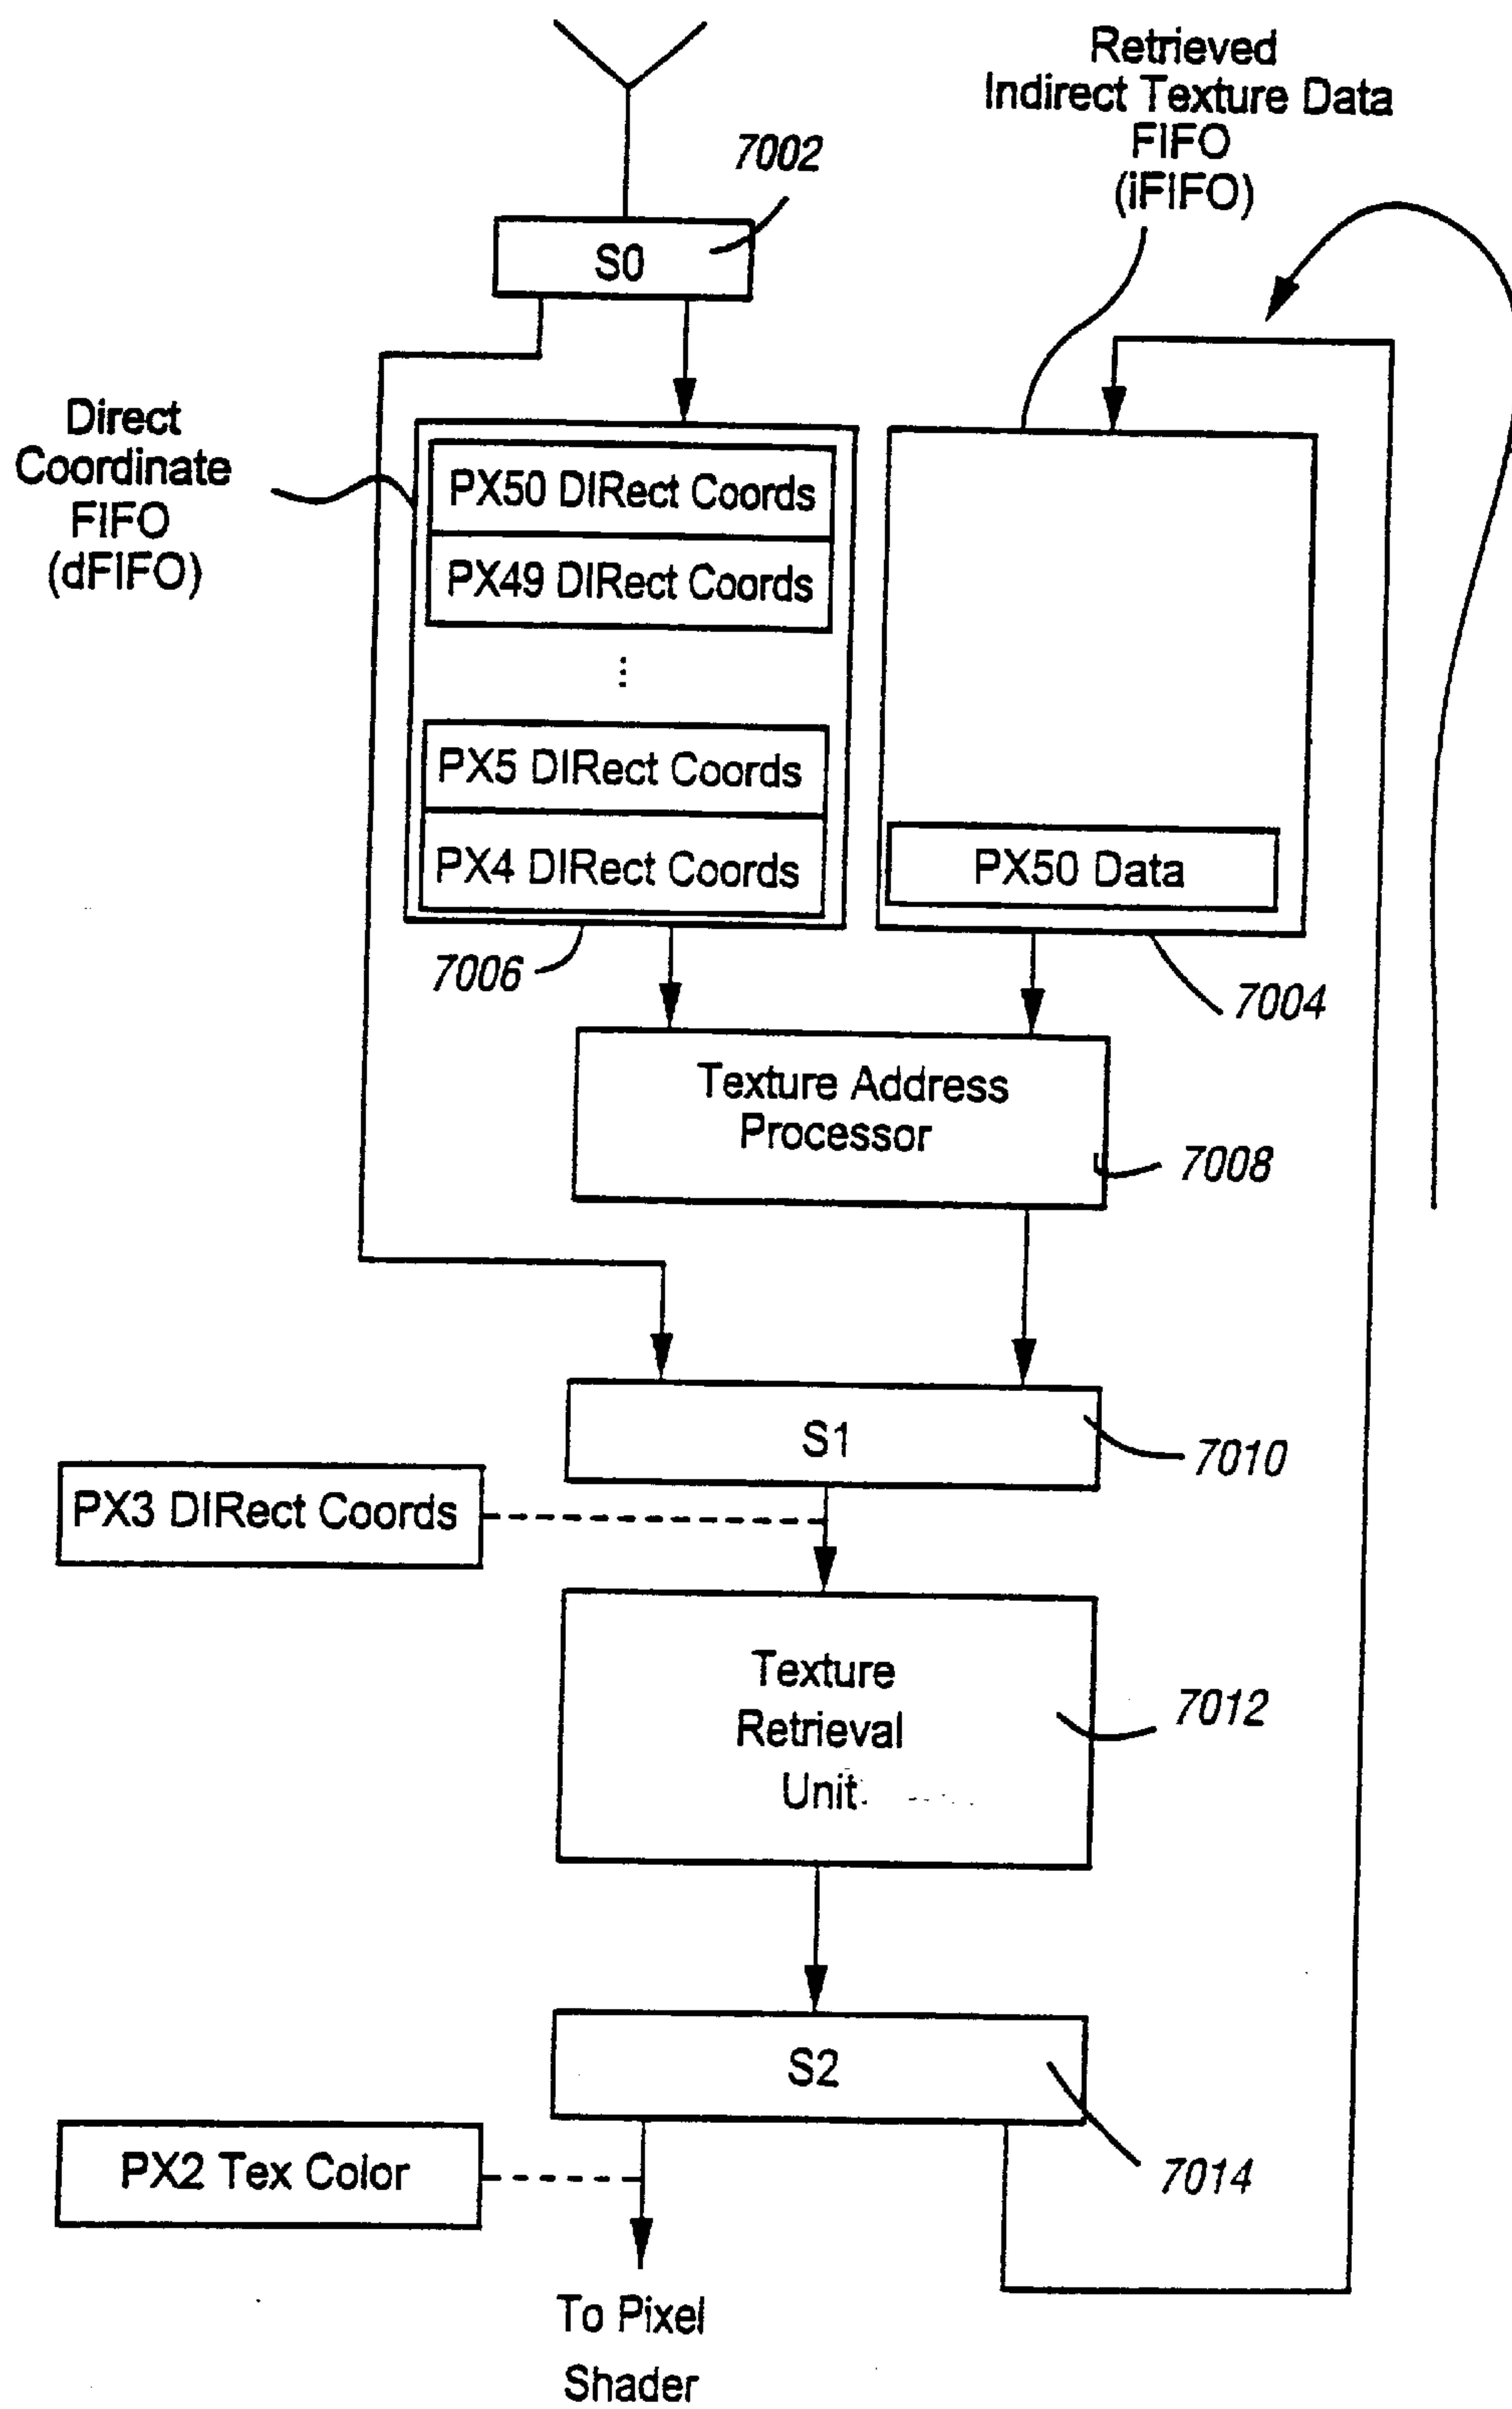 Retrieved
Indirect Texture Data
FIFO
(iFIFO)
7002
S0
Direct
Coordinate
FIFO
(dFIFO)
PX50 DIRect Coords
PX49 DIRect Coords
⋮
PX5 DIRect Coords
PX4 DIRect Coords
PX50 Data
7006
7004
Texture Address
Processor
7008
S1
7010
PX3 DIRect Coords
Texture
Retrieval
Unit
7012
S2
7014
PX2 Tex Color
To Pixel
Shader